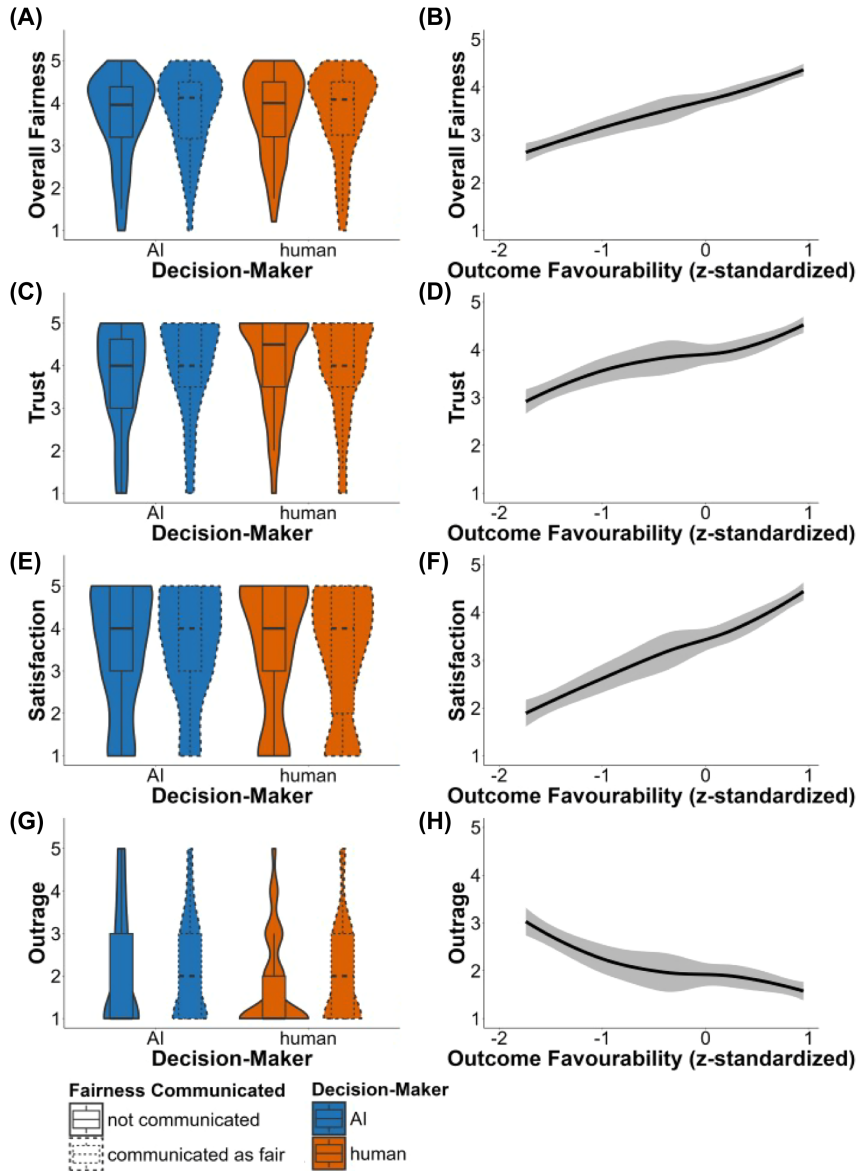 (A)
Overall Fairness
5
4
3
2
1
AI human
Decision-Maker
(B)
Overall Fairness
5
4
3
2
1
-2 -1 0 1
Outcome Favourability (z-standardized)
(C)
Trust
5
4
3
2
1
AI human
Decision-Maker
(D)
Trust
5
4
3
2
1
-2 -1 0 1
Outcome Favourability (z-standardized)
(E)
Satisfaction
5
4
3
2
1
AI human
Decision-Maker
(F)
Satisfaction
5
4
3
2
1
-2 -1 0 1
Outcome Favourability (z-standardized)
(G)
Outrage
5
4
3
2
1
AI human
Decision-Maker
(H)
Outrage
5
4
3
2
1
-2 -1 0 1
Outcome Favourability (z-standardized)
Fairness Communicated
not communicated
communicated as fair
Decision-Maker
AI
human